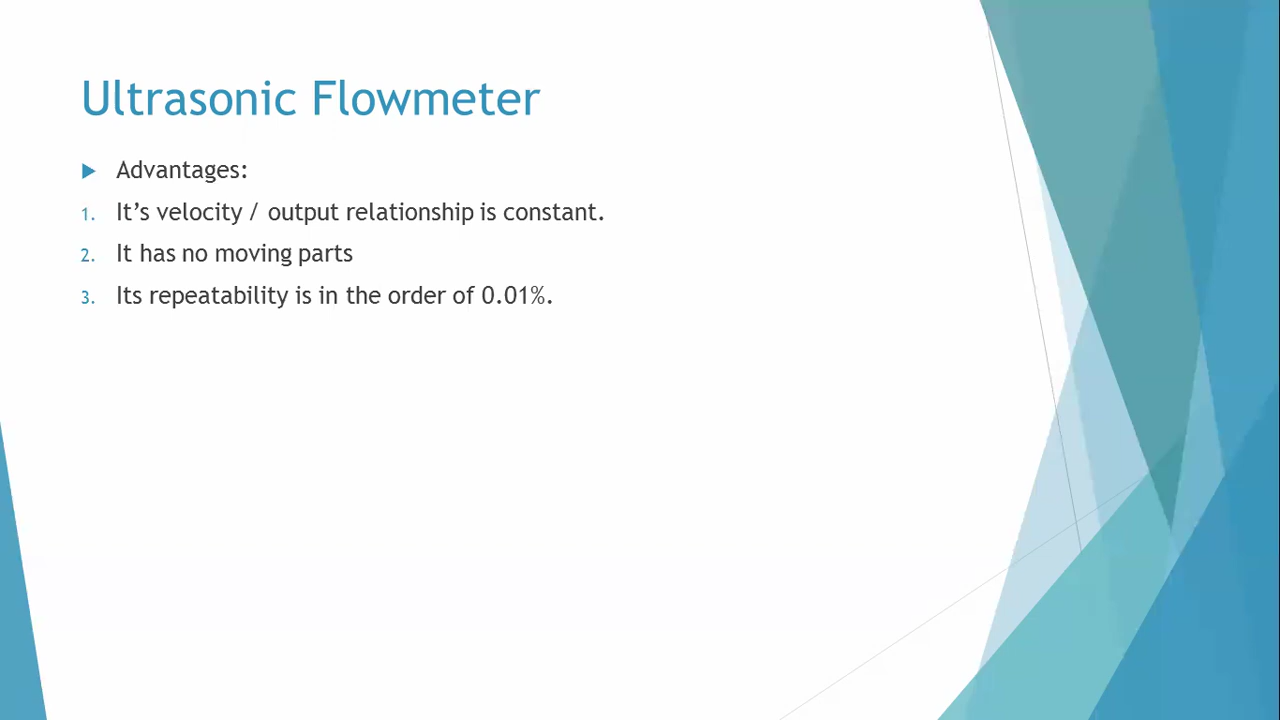 Ultrasonic Flowmeter
▶ Advantages:
1. It’s velocity / output relationship is constant.
2. It has no moving parts
3. Its repeatability is in the order of 0.01%.